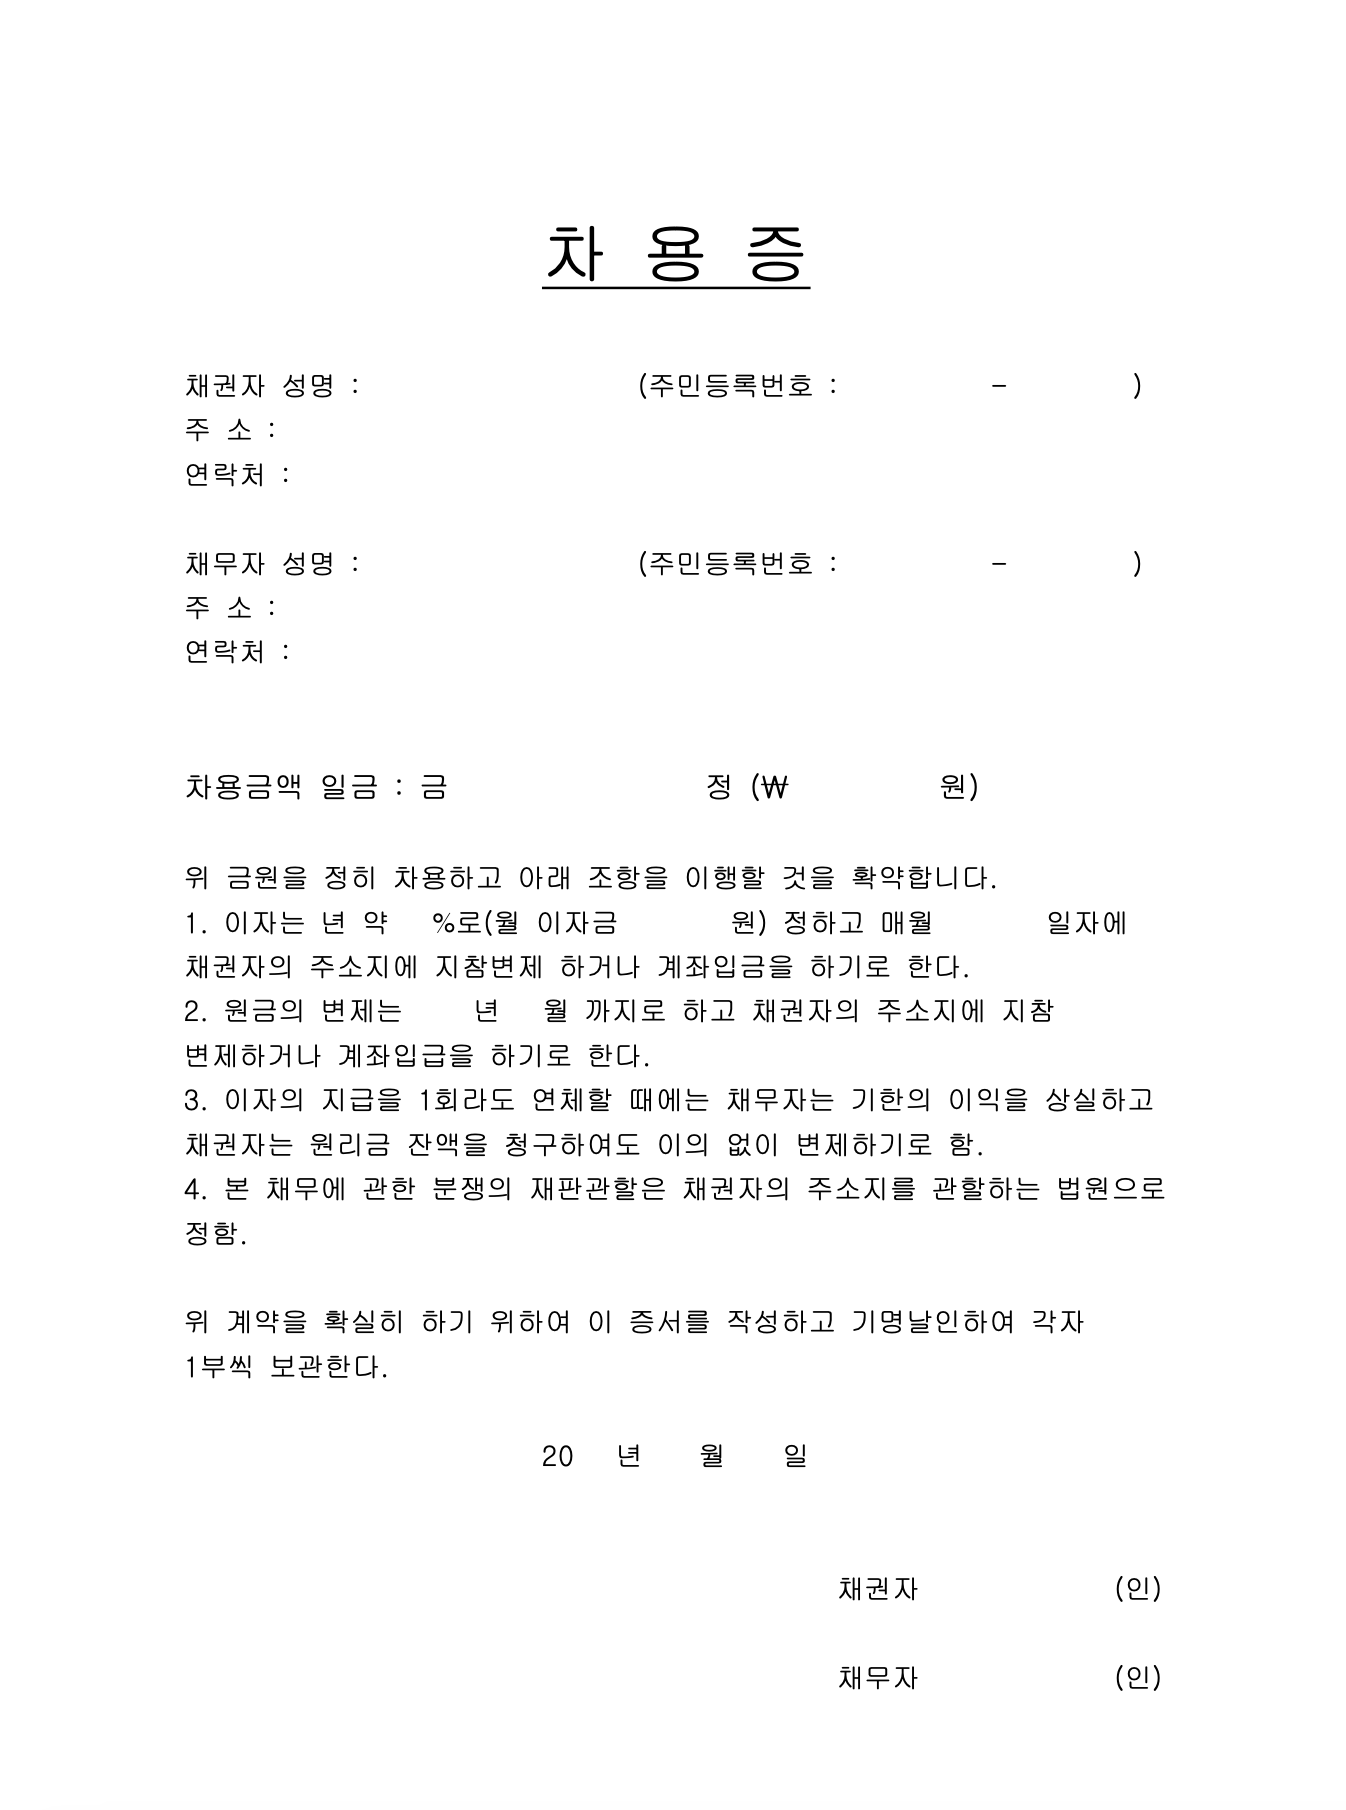 차 용 증
채권자 성명 : (주민등록번호 : - )
주 소 :
연락처 :
채무자 성명 : (주민등록번호 : - )
주 소 :
연락처 :
차용금액 일금 : 금 정 (₩ 원)
위 금원을 정히 차용하고 아래 조항을 이행할 것을 확약합니다.
1. 이자는 년 약 %로(월 이자금 원) 정하고 매월 일자에
채권자의 주소지에 지참변제 하거나 계좌입금을 하기로 한다.
2. 원금의 변제는 년 월 까지로 하고 채권자의 주소지에 지참
변제하거나 계좌입급을 하기로 한다.
3. 이자의 지급을 1회라도 연체할 때에는 채무자는 기한의 이익을 상실하고
채권자는 원리금 잔액을 청구하여도 이의 없이 변제하기로 함.
4. 본 채무에 관한 분쟁의 재판관할은 채권자의 주소지를 관할하는 법원으로
정함.
위 계약을 확실히 하기 위하여 이 증서를 작성하고 기명날인하여 각자
1부씩 보관한다.
20 년 월 일
채권자 (인)
채무자 (인)